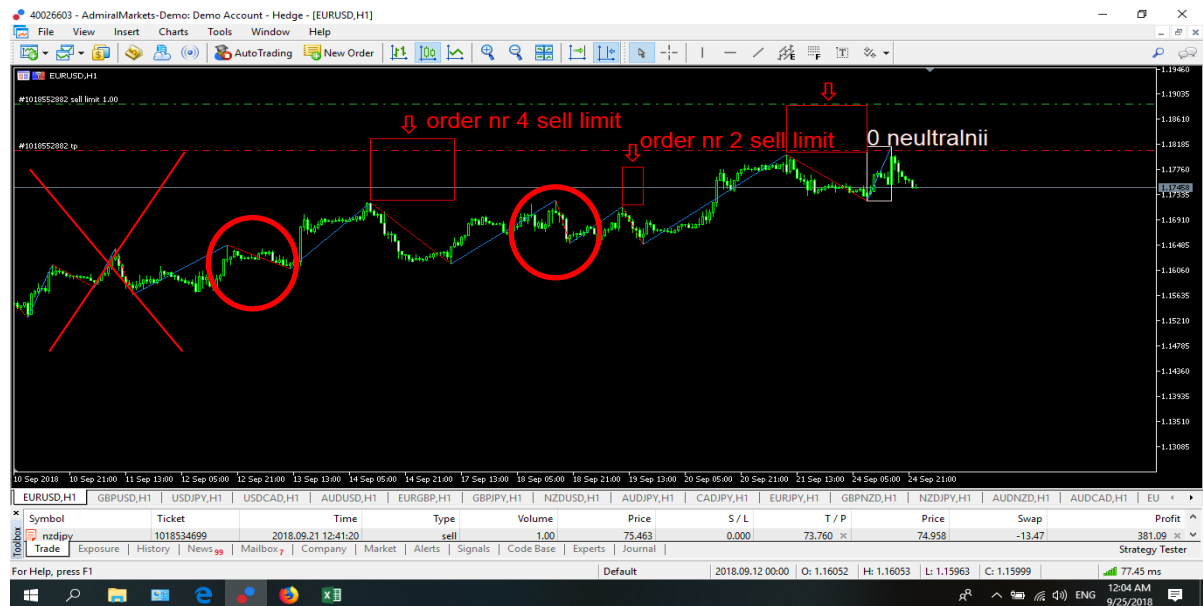 40026603 - AdmiralMarkets-Demo: Demo Account - Hedge - [EURUSD,H1]
File View Insert Charts Tools Window Help
AutoTrading New Order
EURUSD,H1
#1018552882 sell limit 1.00
#1018552882 tp
order nr 4 sell limit
order nr 2 sell limit
0 neultralnii
1.19460
1.19035
1.18610
1.18185
1.17760
1.17458
1.17335
1.16910
1.16485
1.16060
1.15635
1.15210
1.14785
1.14360
1.13935
1.13510
1.13085
10 Sep 2018 10 Sep 21:00 11 Sep 13:00 12 Sep 05:00 12 Sep 21:00 13 Sep 13:00 14 Sep 05:00 14 Sep 21:00 17 Sep 13:00 18 Sep 05:00 18 Sep 21:00 19 Sep 13:00 20 Sep 05:00 20 Sep 21:00 21 Sep 13:00 24 Sep 05:00 24 Sep 21:00
EURUSD,H1 GBPUSD,H1 USDJPY,H1 USDCAD,H1 AUDUSD,H1 EURGBP,H1 GBPJPY,H1 NZDUSD,H1 AUDJPY,H1 CADJPY,H1 EURJPY,H1 GBPNZD,H1 NZDJPY,H1 AUDNZD,H1 AUDCAD,H1 EU
Symbol Ticket Time Type Volume Price S / L T / P Price Swap Profit
nzdjpy 1018534699 2018.09.21 12:41:20 sell 1.00 75.463 0.000 73.760 74.958 -13.47 381.09
Toolbox
Trade Exposure History News 99 Mailbox 7 Company Market Alerts Signals Code Base Experts Journal Strategy Tester
For Help, press F1 Default 2018.09.12 00:00 O: 1.16052 H: 1.16053 L: 1.15963 C: 1.15999 77.45 ms
ENG 12:04 AM
9/25/2018